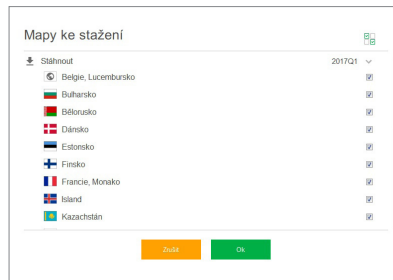 Mapy ke stažení
Stáhnout 2017Q1
Belgie, Lucembursko
Bulharsko
Bělorusko
Dánsko
Estonsko
Finsko
Francie, Monako
Island
Kazachstán
Zrušit Ok